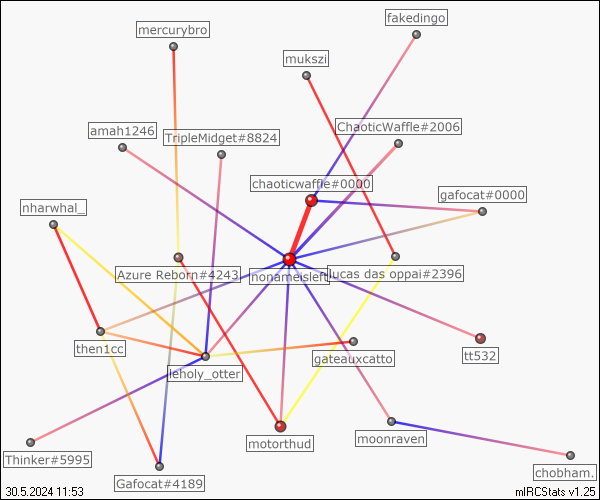 fakedingo
mercurybro
mukszi
ChaoticWaffle#2006
amah1246
TripleMidget#8824
chaoticwaffle#0000
gafocat#0000
nharwhal_
Azure Reborn#4243
nonameisleft
lucas das oppai#2396
then1cc
gateauxcatto
tt532
leholy_otter
motorthud
moonraven
Thinker#5995
chobham.
Gafocat#4189
30.5.2024 11:53
mIRCStats v1.25